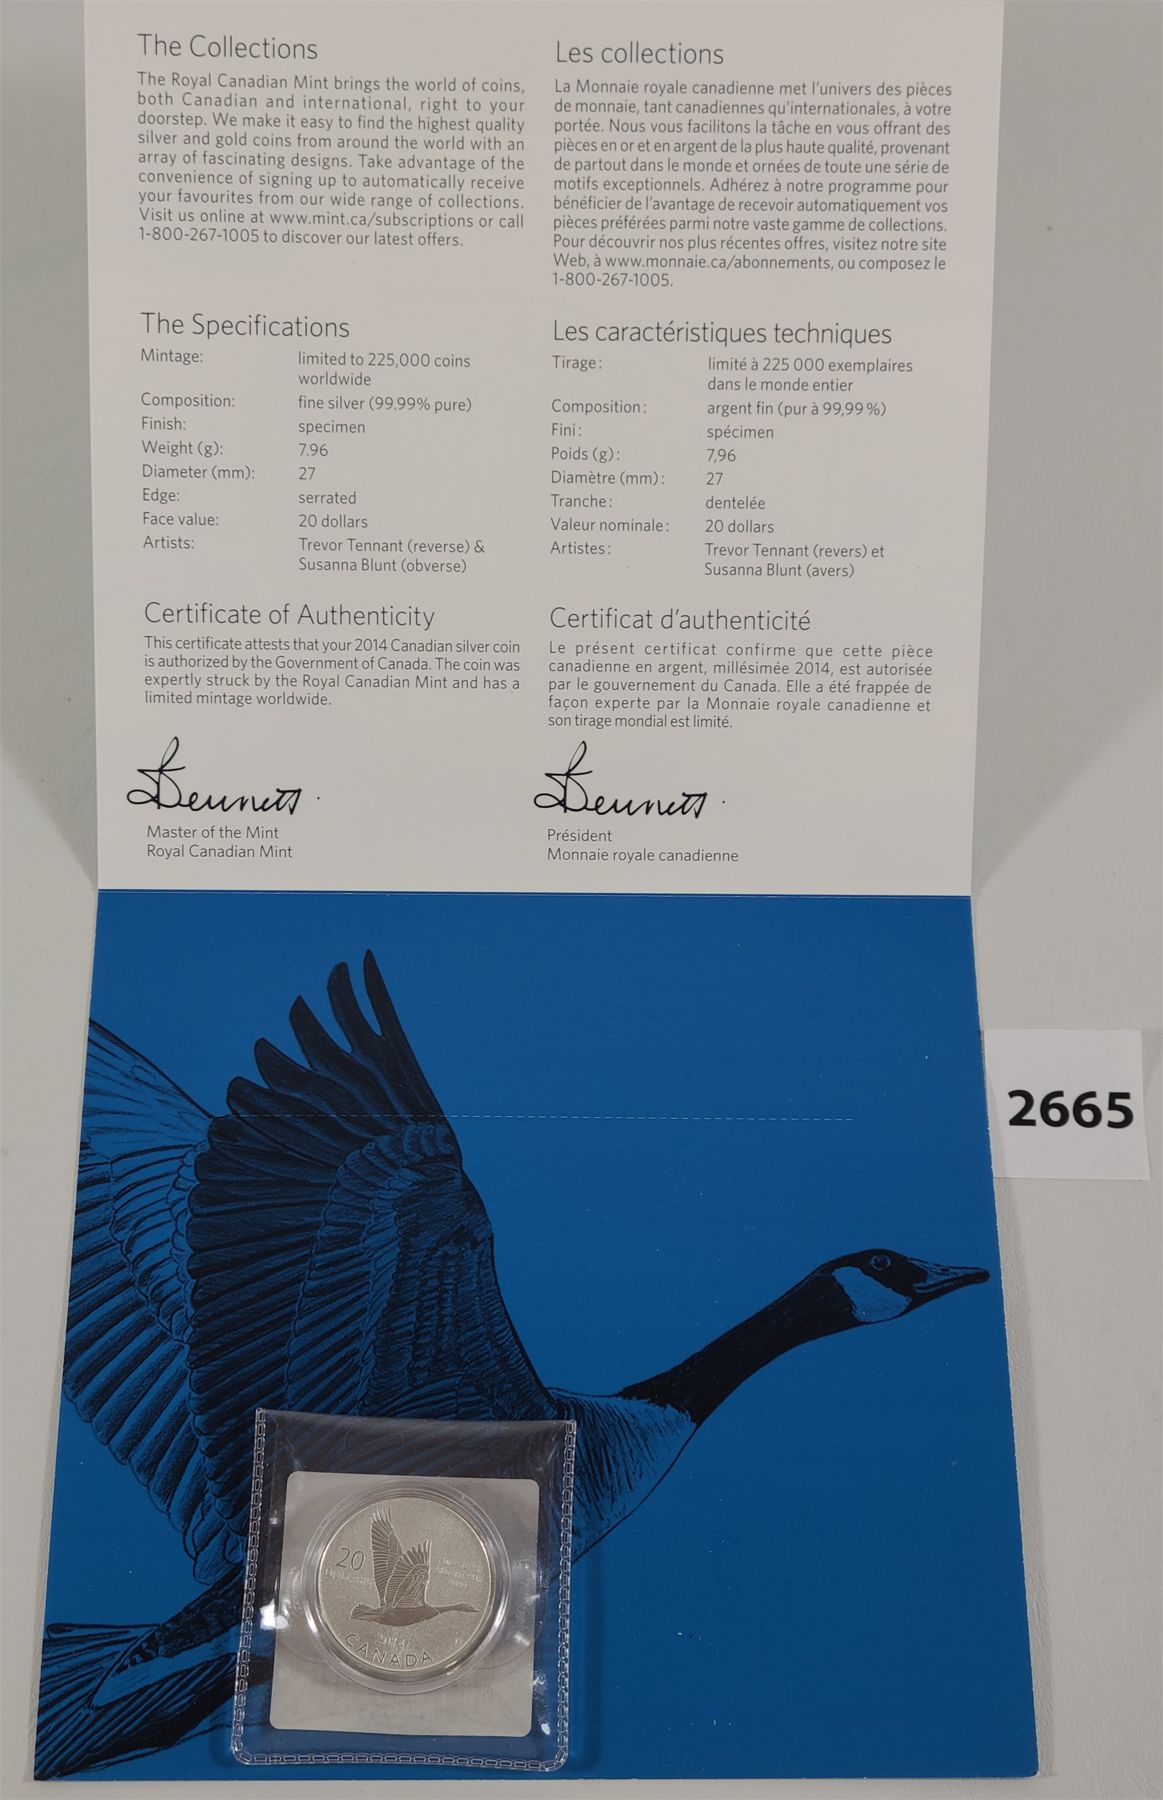 The Collections
The Royal Canadian Mint brings the world of coins,
both Canadian and international, right to your
doorstep. We make it easy to find the highest quality
silver and gold coins from around the world with an
array of fascinating designs. Take advantage of the
convenience of signing up to automatically receive
your favourites from our wide range of collections.
Visit us online at www.mint.ca/subscriptions or call
1-800-267-1005 to discover our latest offers.
Les collections
La Monnaie royale canadienne met l'univers des pièces
de monnaie, tant canadiennes qu'internationales, à votre
portée. Nous vous facilitons la tâche en vous offrant des
pièces en or et en argent de la plus haute qualité, provenant
de partout dans le monde et ornées de toute une série de
motifs exceptionnels. Adhérez à notre programme pour
bénéficier de l'avantage de recevoir automatiquement vos
pièces préférées parmi notre vaste gamme de collections.
Pour découvrir nos plus récentes offres, visitez notre site
Web, à www.monnaie.ca/abonnements, ou composez le
1-800-267-1005.
The Specifications
Mintage: limited to 225,000 coins
worldwide
Composition: fine silver (99.99% pure)
Finish: specimen
Weight (g): 7.96
Diameter (mm): 27
Edge: serrated
Face value: 20 dollars
Artists: Trevor Tennant (reverse) &
Susanna Blunt (obverse)
Les caractéristiques techniques
Tirage : limité à 225 000 exemplaires
dans le monde entier
Composition : argent fin (pur à 99,99 %)
Fini : spécimen
Poids (g) : 7,96
Diamètre (mm) : 27
Tranche : dentelée
Valeur nominale : 20 dollars
Artistes : Trevor Tennant (revers) et
Susanna Blunt (avers)
Certificate of Authenticity
This certificate attests that your 2014 Canadian silver coin
is authorized by the Government of Canada. The coin was
expertly struck by the Royal Canadian Mint and has a
limited mintage worldwide.
Certificat d'authenticité
Le présent certificat confirme que cette pièce
canadienne en argent, millésimée 2014, est autorisée
par le gouvernement du Canada. Elle a été frappée de
façon experte par la Monnaie royale canadienne et
son tirage mondial est limité.
Bennett
Master of the Mint
Royal Canadian Mint
Bennett
Président
Monnaie royale canadienne
2665
20
DOLLARS
2014
CANADA